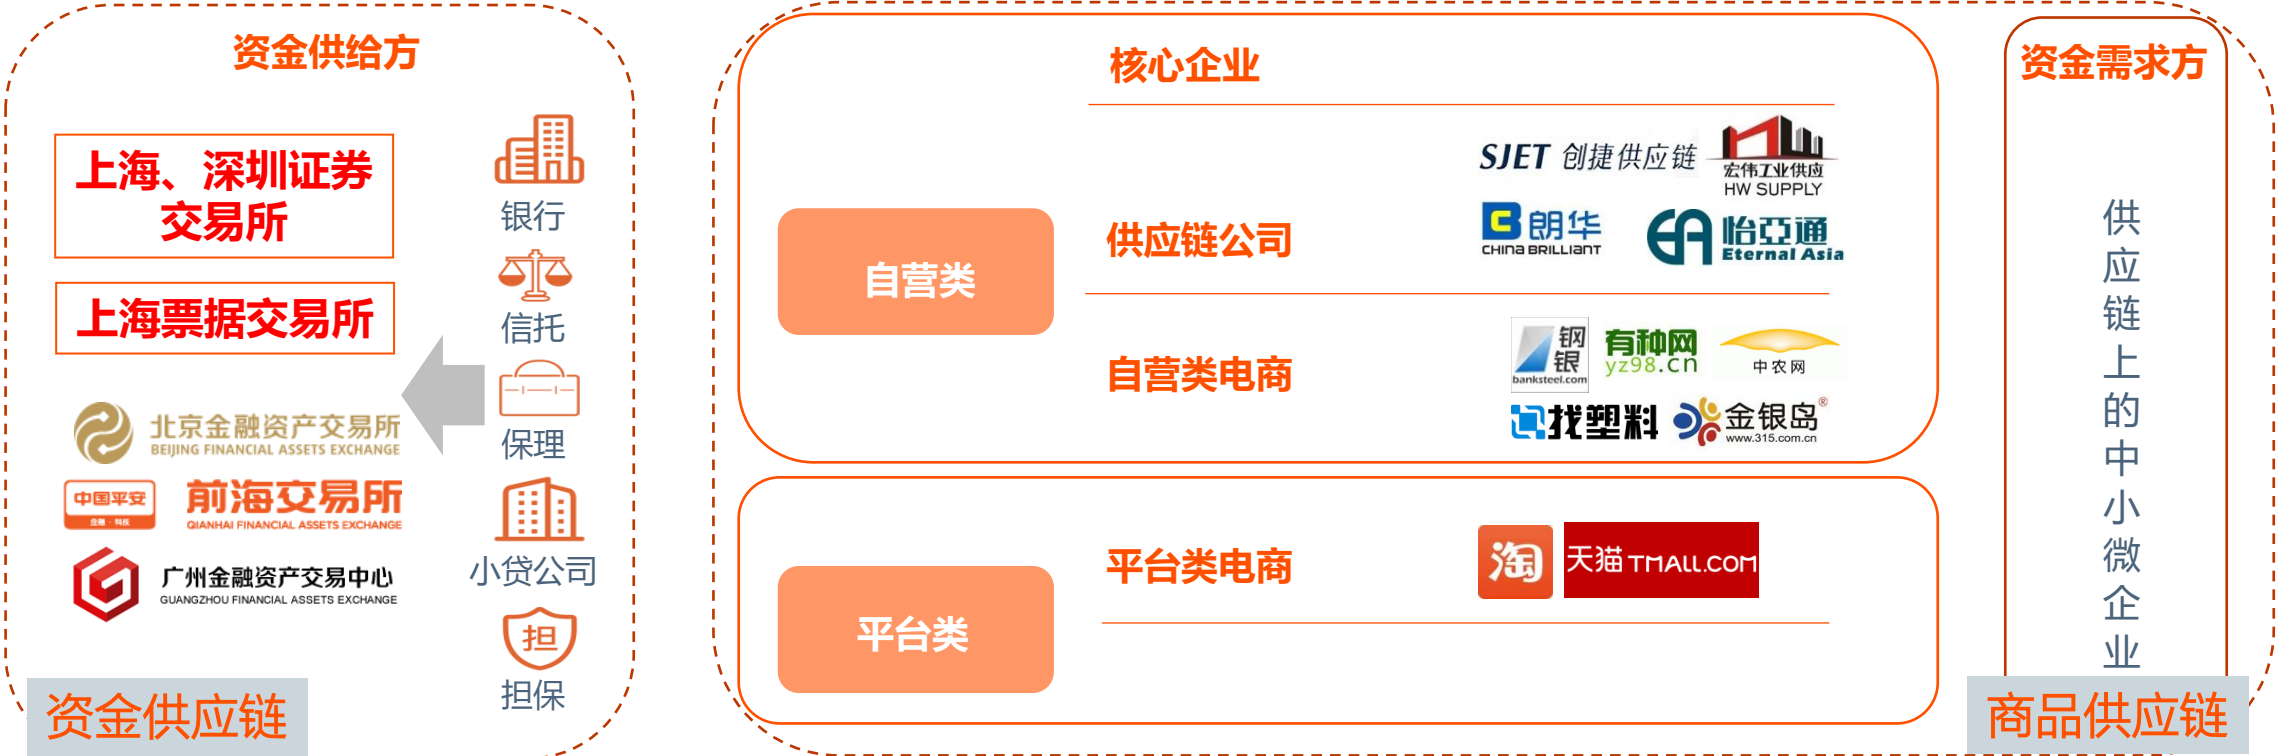 资金供给方
上海、深圳证券
交易所
上海票据交易所
北京金融资产交易所
BEIJING FINANCIAL ASSETS EXCHANGE
中国平安
金融·科技
前海交易所
QIANHAI FINANCIAL ASSETS EXCHANGE
广州金融资产交易中心
GUANGZHOU FINANCIAL ASSETS EXCHANGE
银行
信托
保理
小贷公司
担
担保
资金供应链
核心企业
自营类
供应链公司
SJET 创捷供应链
宏伟工业供应
HW SUPPLY
朗华
CHINA BRILLIANT
怡亞通
Eternal Asia
自营类电商
钢银
banksteel.com
有种网
yz98.cn
中农网
找塑料
金银岛®
www.315.com.cn
平台类
平台类电商
淘
天猫 TMALL.COM
资金需求方
供应链上的中小微企业
商品供应链